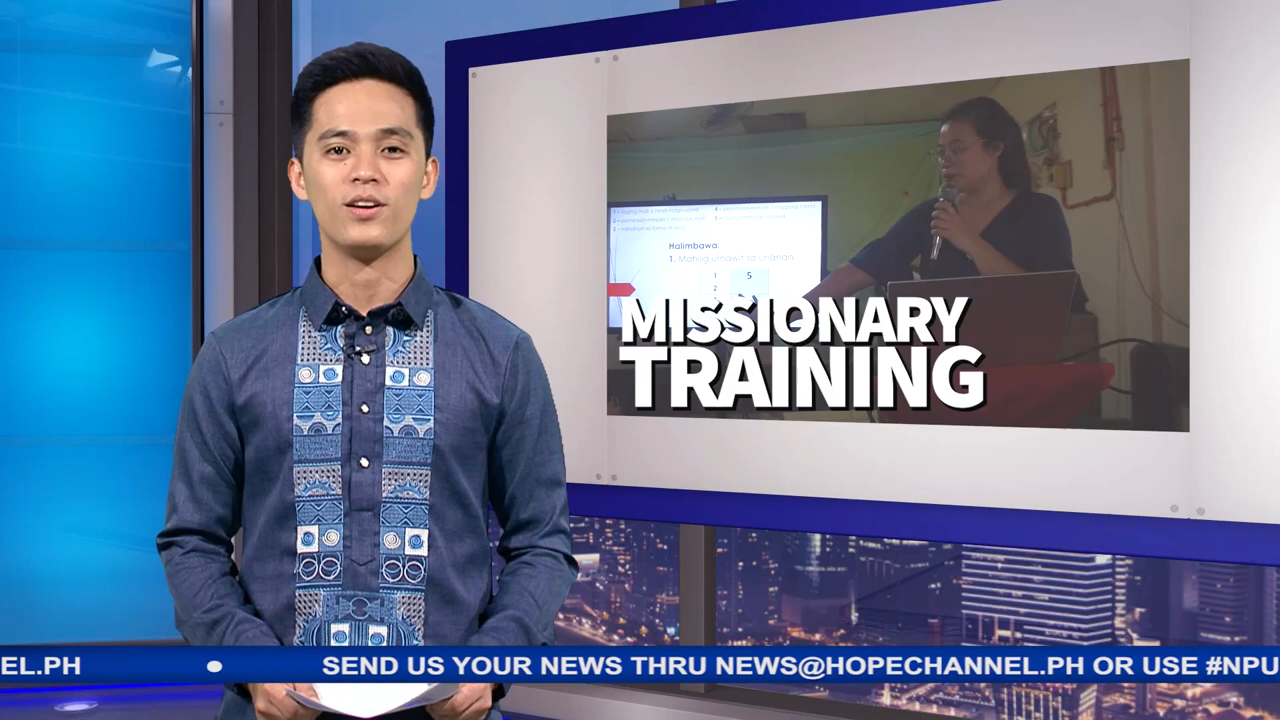 Halimbawa
1. Mahilig umawit sa unahan
1
5
2
MISSIONARY
TRAINING
EL.PH • SEND US YOUR NEWS THRU NEWS@HOPECHANNEL.PH OR USE #NPU